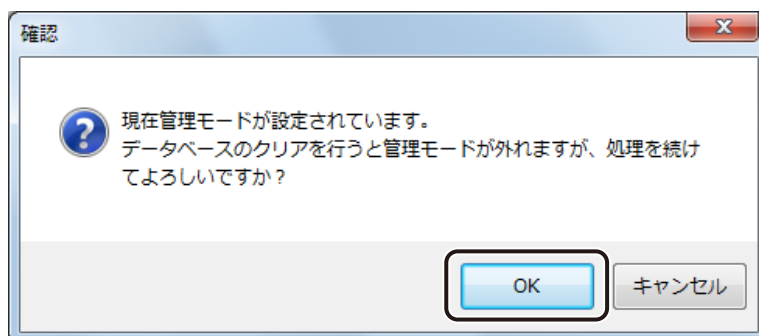 確認
現在管理モードが設定されています。
データベースのクリアを行うと管理モードが外れますが、処理を続け
てよろしいですか？
OK
キャンセル